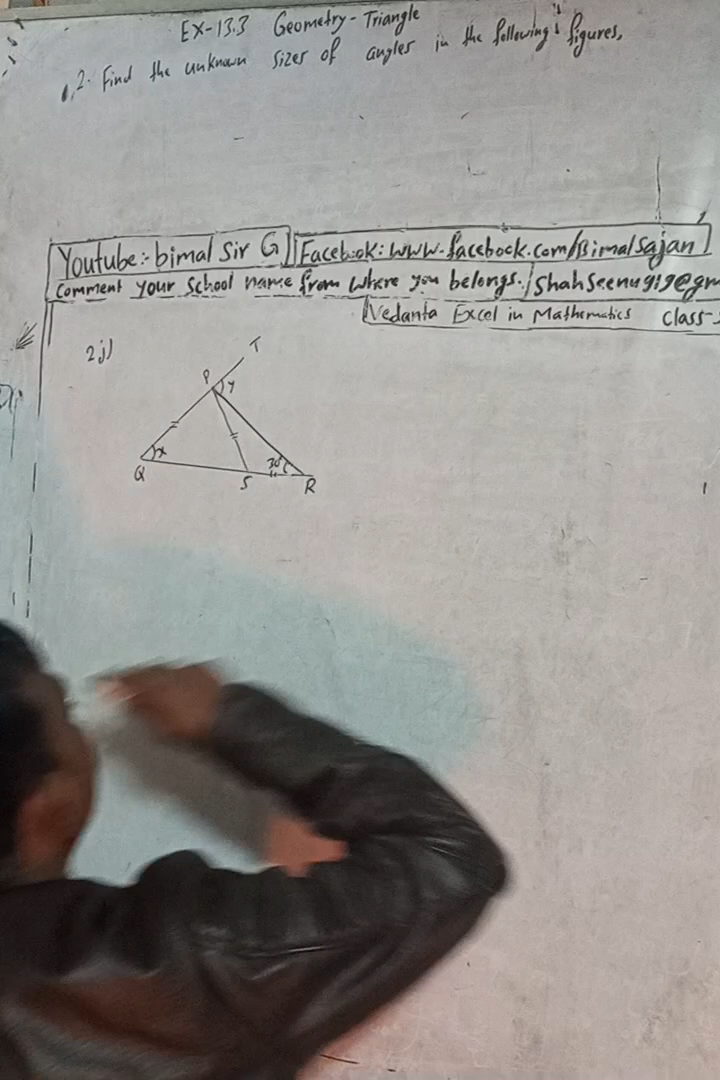 EX-13.3 Geometry-Triangle
2. Find the unknown sizes of angles in the following figures,
Youtube:- bimal Sir G
Facebook: www.facebook.com/Bimalsajan
Comment your School name from where you belongs. / Shahseenu919@gm
Vedanta Excel in Mathematics Class-
2j)
T
P
y
x
30°
Q
S
R